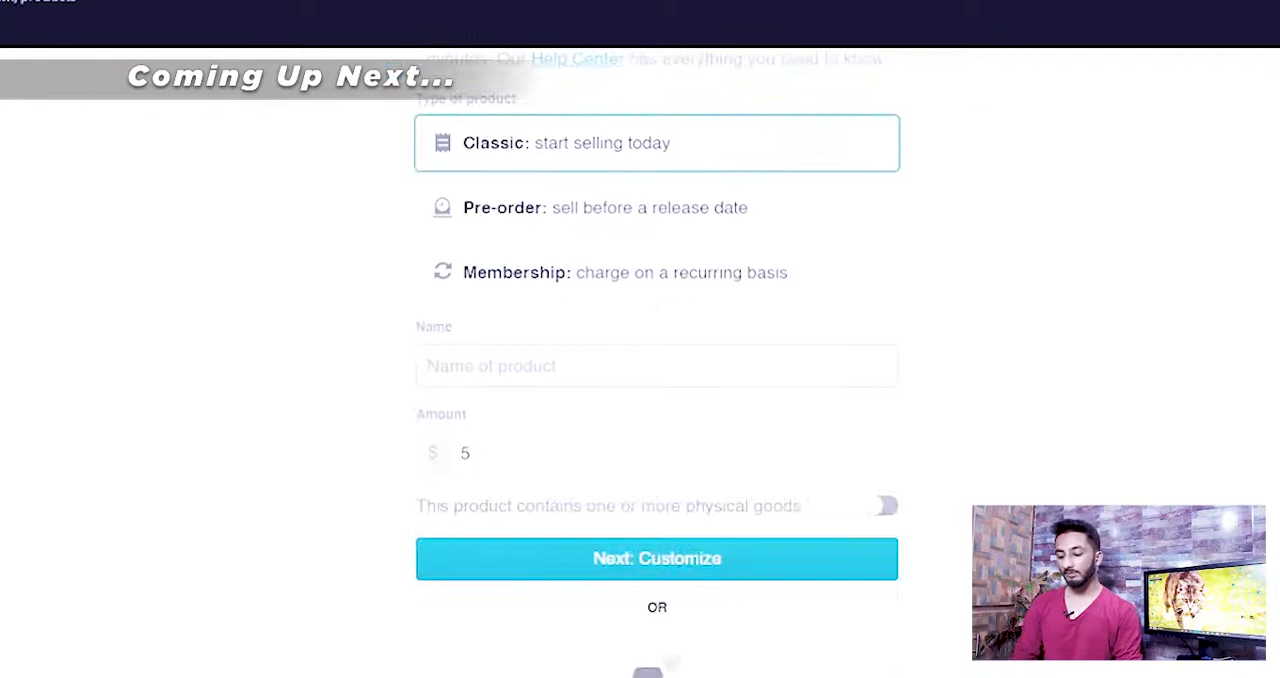 Coming Up Next...
minutes. Our Help Center has everything you need to know
Type of product
Classic: start selling today
Pre-order: sell before a release date
Membership: charge on a recurring basis
Name
Name of product
Amount
$ 5
This product contains one or more physical goods
Next: Customize
OR